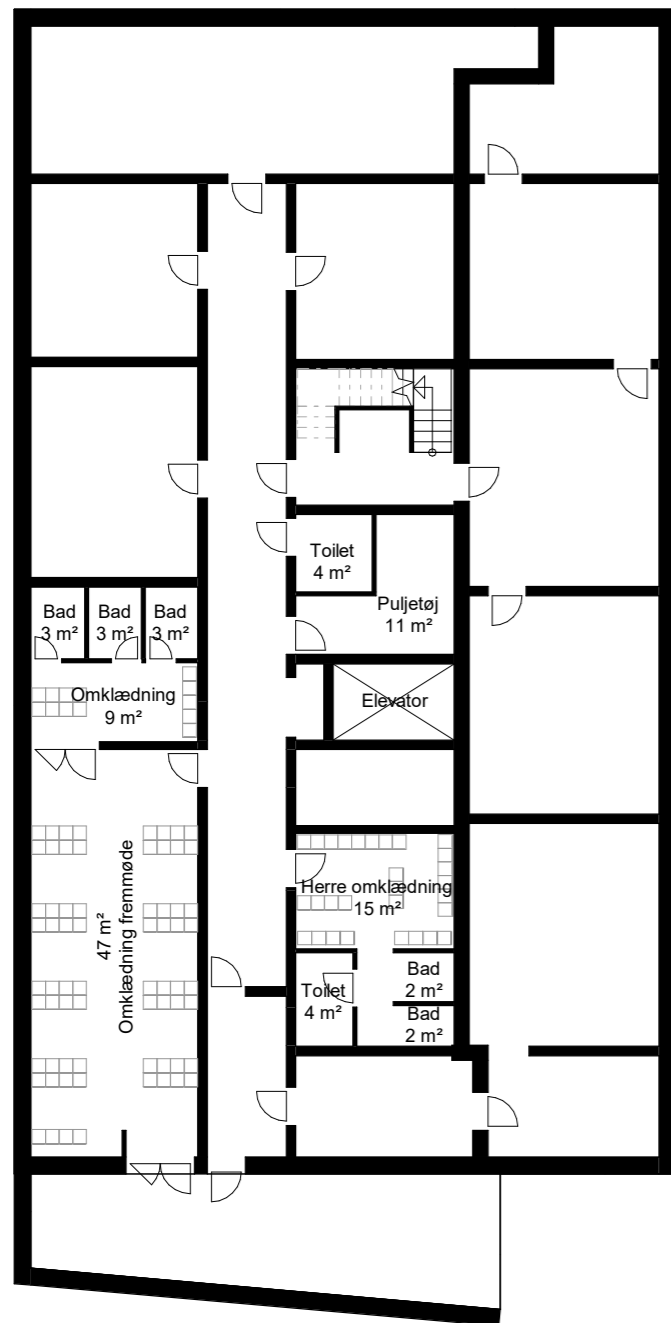 Toilet
4 m²
Puljetøj
11 m²
Bad
3 m²
Bad
3 m²
Bad
3 m²
Omklædning
9 m²
Elevator
Omklædning fremmøde
47 m²
Herre omklædning
15 m²
Toilet
4 m²
Bad
2 m²
Bad
2 m²